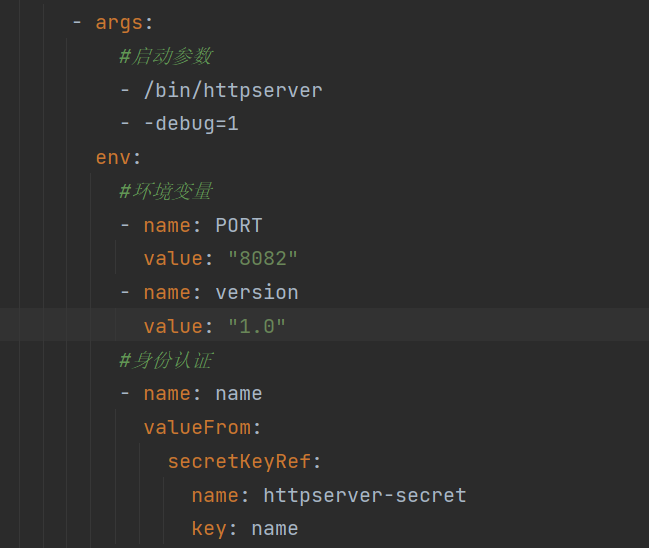 - args:
#启动参数
- /bin/httpserver
- -debug=1
env:
#环境变量
- name: PORT
value: "8082"
- name: version
value: "1.0"
#身份认证
- name: name
valueFrom:
secretKeyRef:
name: httpserver-secret
key: name